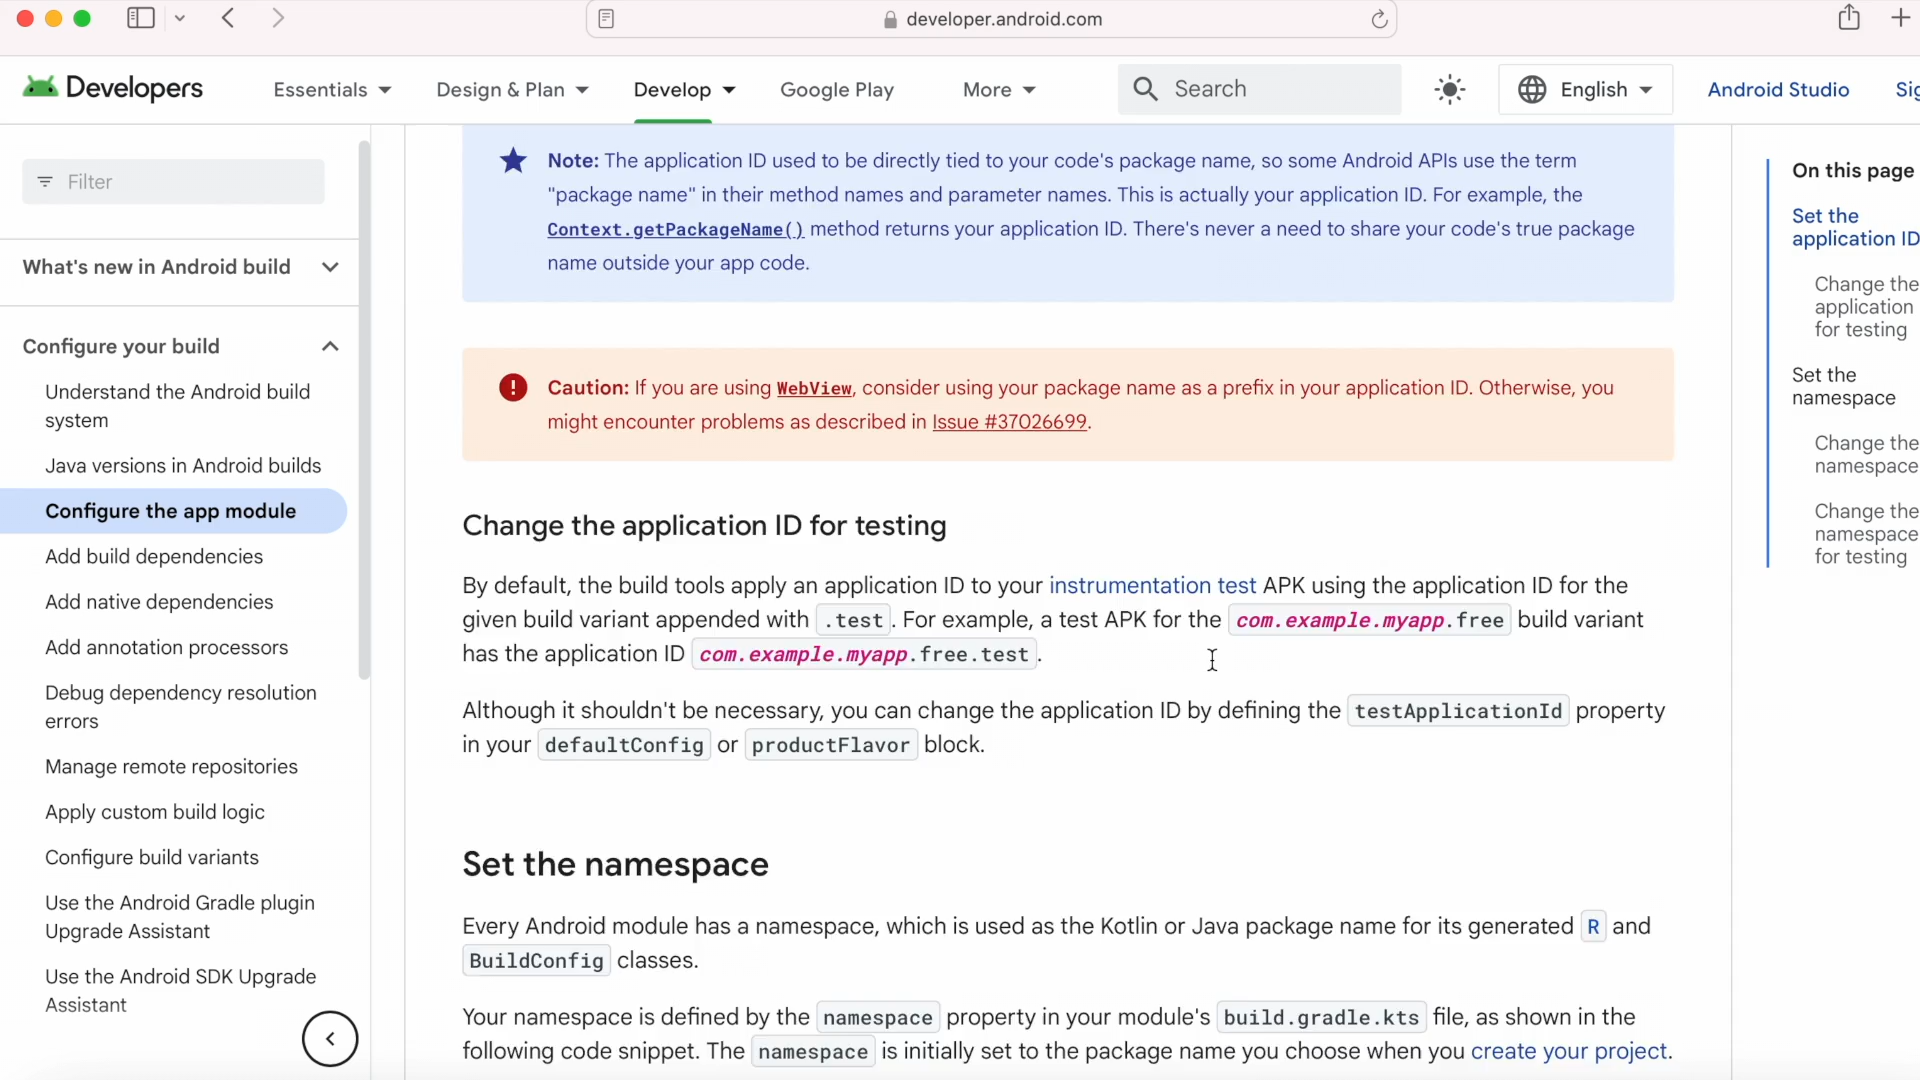 developer.android.com
Developers
Essentials
Design & Plan
Develop
Google Play
More
Search
English
Android Studio
Sig
Filter
What's new in Android build
Configure your build
Understand the Android build
system
Java versions in Android builds
Configure the app module
Add build dependencies
Add native dependencies
Add annotation processors
Debug dependency resolution
errors
Manage remote repositories
Apply custom build logic
Configure build variants
Use the Android Gradle plugin
Upgrade Assistant
Use the Android SDK Upgrade
Assistant
Note: The application ID used to be directly tied to your code's package name, so some Android APIs use the term
"package name" in their method names and parameter names. This is actually your application ID. For example, the
Context.getPackageName() method returns your application ID. There's never a need to share your code's true package
name outside your app code.
Caution: If you are using WebView, consider using your package name as a prefix in your application ID. Otherwise, you
might encounter problems as described in Issue #37026699.
Change the application ID for testing
By default, the build tools apply an application ID to your instrumentation test APK using the application ID for the
given build variant appended with .test. For example, a test APK for the com.example.myapp.free build variant
has the application ID com.example.myapp.free.test.
Although it shouldn't be necessary, you can change the application ID by defining the testApplicationId property
in your defaultConfig or productFlavor block.
Set the namespace
Every Android module has a namespace, which is used as the Kotlin or Java package name for its generated R and
BuildConfig classes.
Your namespace is defined by the namespace property in your module's build.gradle.kts file, as shown in the
following code snippet. The namespace is initially set to the package name you choose when you create your project.
On this page
Set the
application ID
Change the
application
for testing
Set the
namespace
Change the
namespace
Change the
namespace
for testing